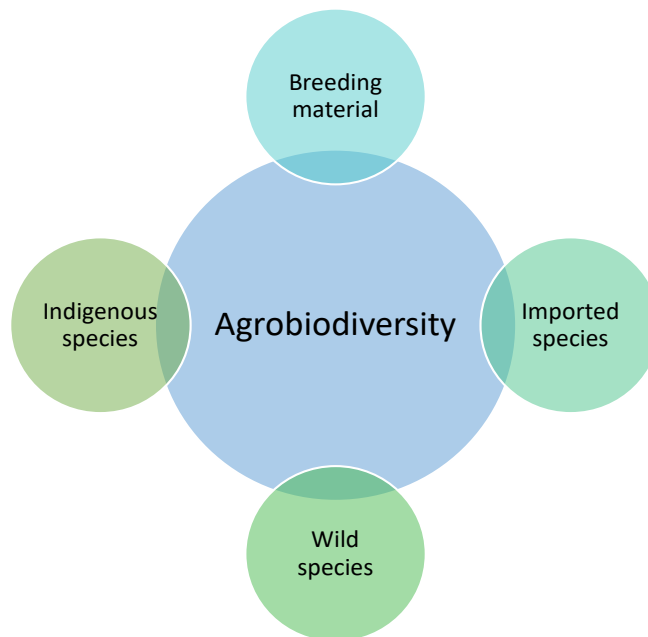 Breeding
material
Indigenous
species
Agrobiodiversity
Imported
species
Wild
species